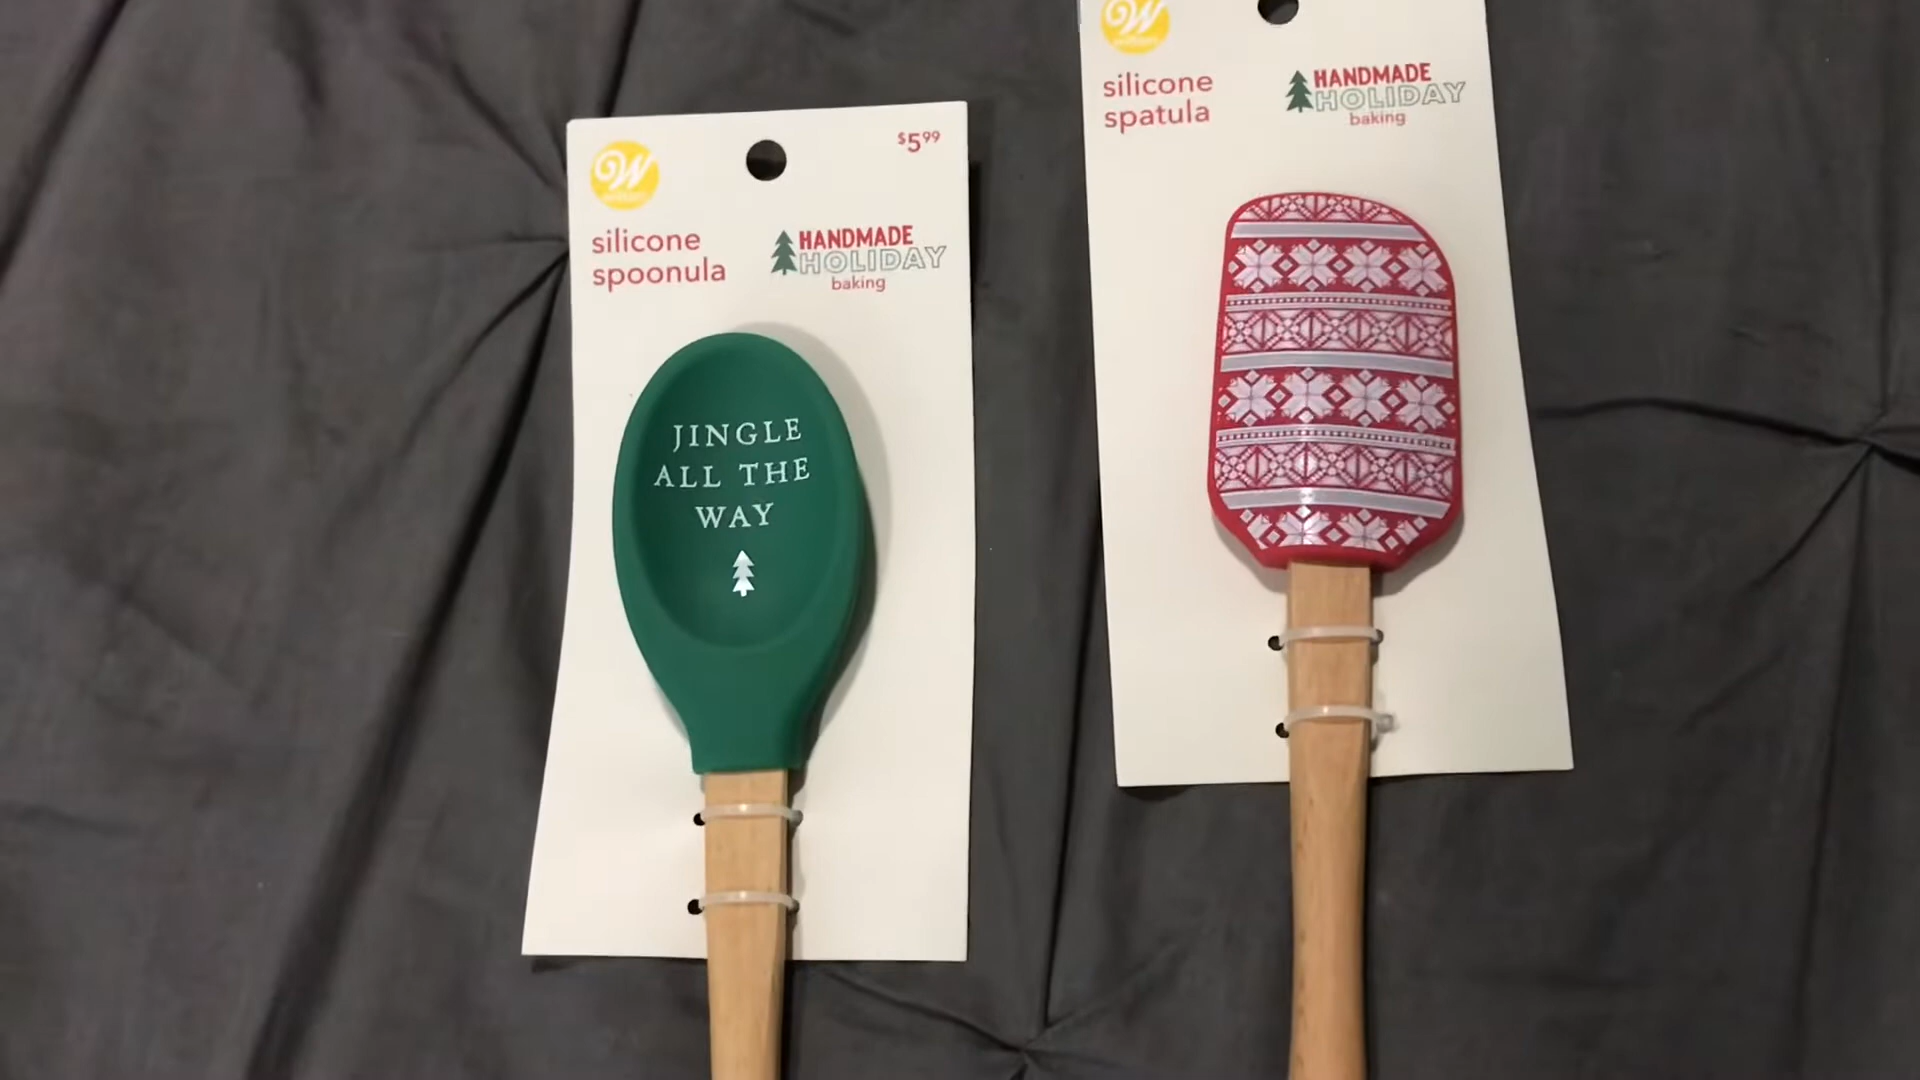 $5.99
silicone
spoonula
HANDMADE
HOLIDAY
baking
JINGLE
ALL THE
WAY
silicone
spatula
HANDMADE
HOLIDAY
baking